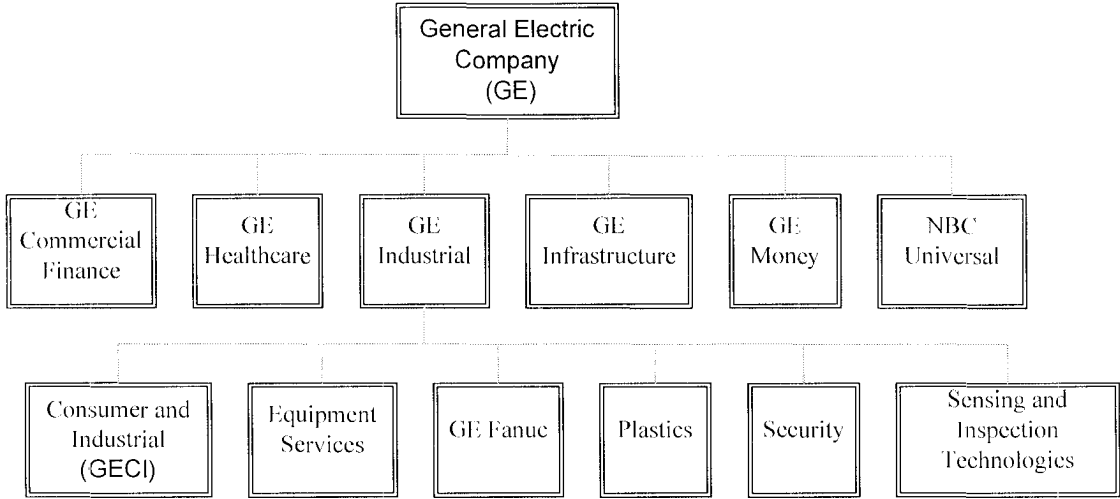 General Electric
Company
(GE)
GE
Commercial
Finance
GE
Healthcare
GE
Industrial
GE
Infrastructure
GE
Money
NBC
Universal
Consumer and
Industrial
(GECI)
Equipment
Services
GE Fanuc
Plastics
Security
Sensing and
Inspection
Technologies